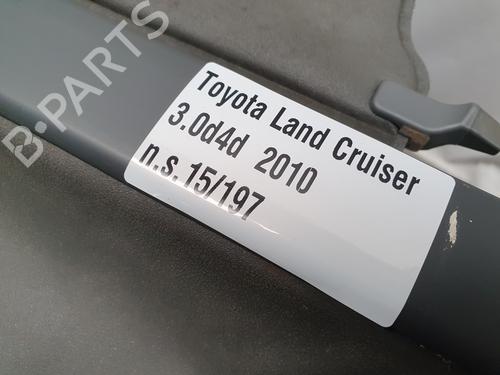 B-PARTS
Toyota Land Cruiser
3.0d4d 2010
n.s. 15/197